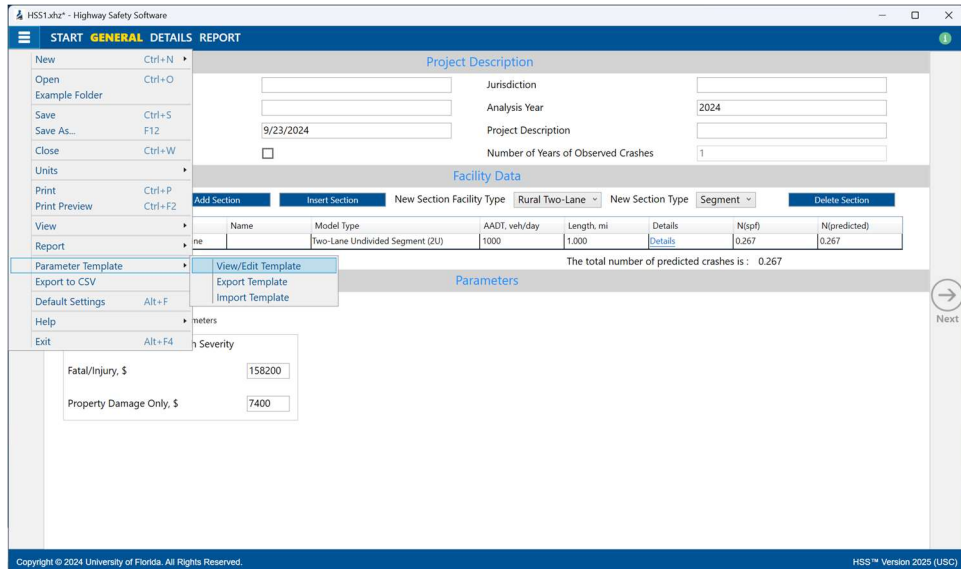 HSS1.xhz* - Highway Safety Software
START GENERAL DETAILS REPORT
New Ctrl+N
Open Ctrl+O
Example Folder
Save Ctrl+S
Save As... F12
Close Ctrl+W
Units
Print Ctrl+P
Print Preview Ctrl+F2
View
Report
Parameter Template
Export to CSV
Default Settings Alt+F
Help
Exit Alt+F4
View/Edit Template
Export Template
Import Template
Project Description
Jurisdiction
Analysis Year 2024
9/23/2024 Project Description
Number of Years of Observed Crashes 1
Facility Data
Add Section Insert Section New Section Facility Type Rural Two-Lane New Section Type Segment Delete Section
Name Model Type AADT, veh/day Length, mi Details N(spf) N(predicted)
ne Two-Lane Undivided Segment (2U) 1000 1.000 Details 0.267 0.267
The total number of predicted crashes is : 0.267
Parameters
meters
h Severity
Fatal/Injury, $ 158200
Property Damage Only, $ 7400
Next
Copyright © 2024 University of Florida. All Rights Reserved. HSS™ Version 2025 (USC)